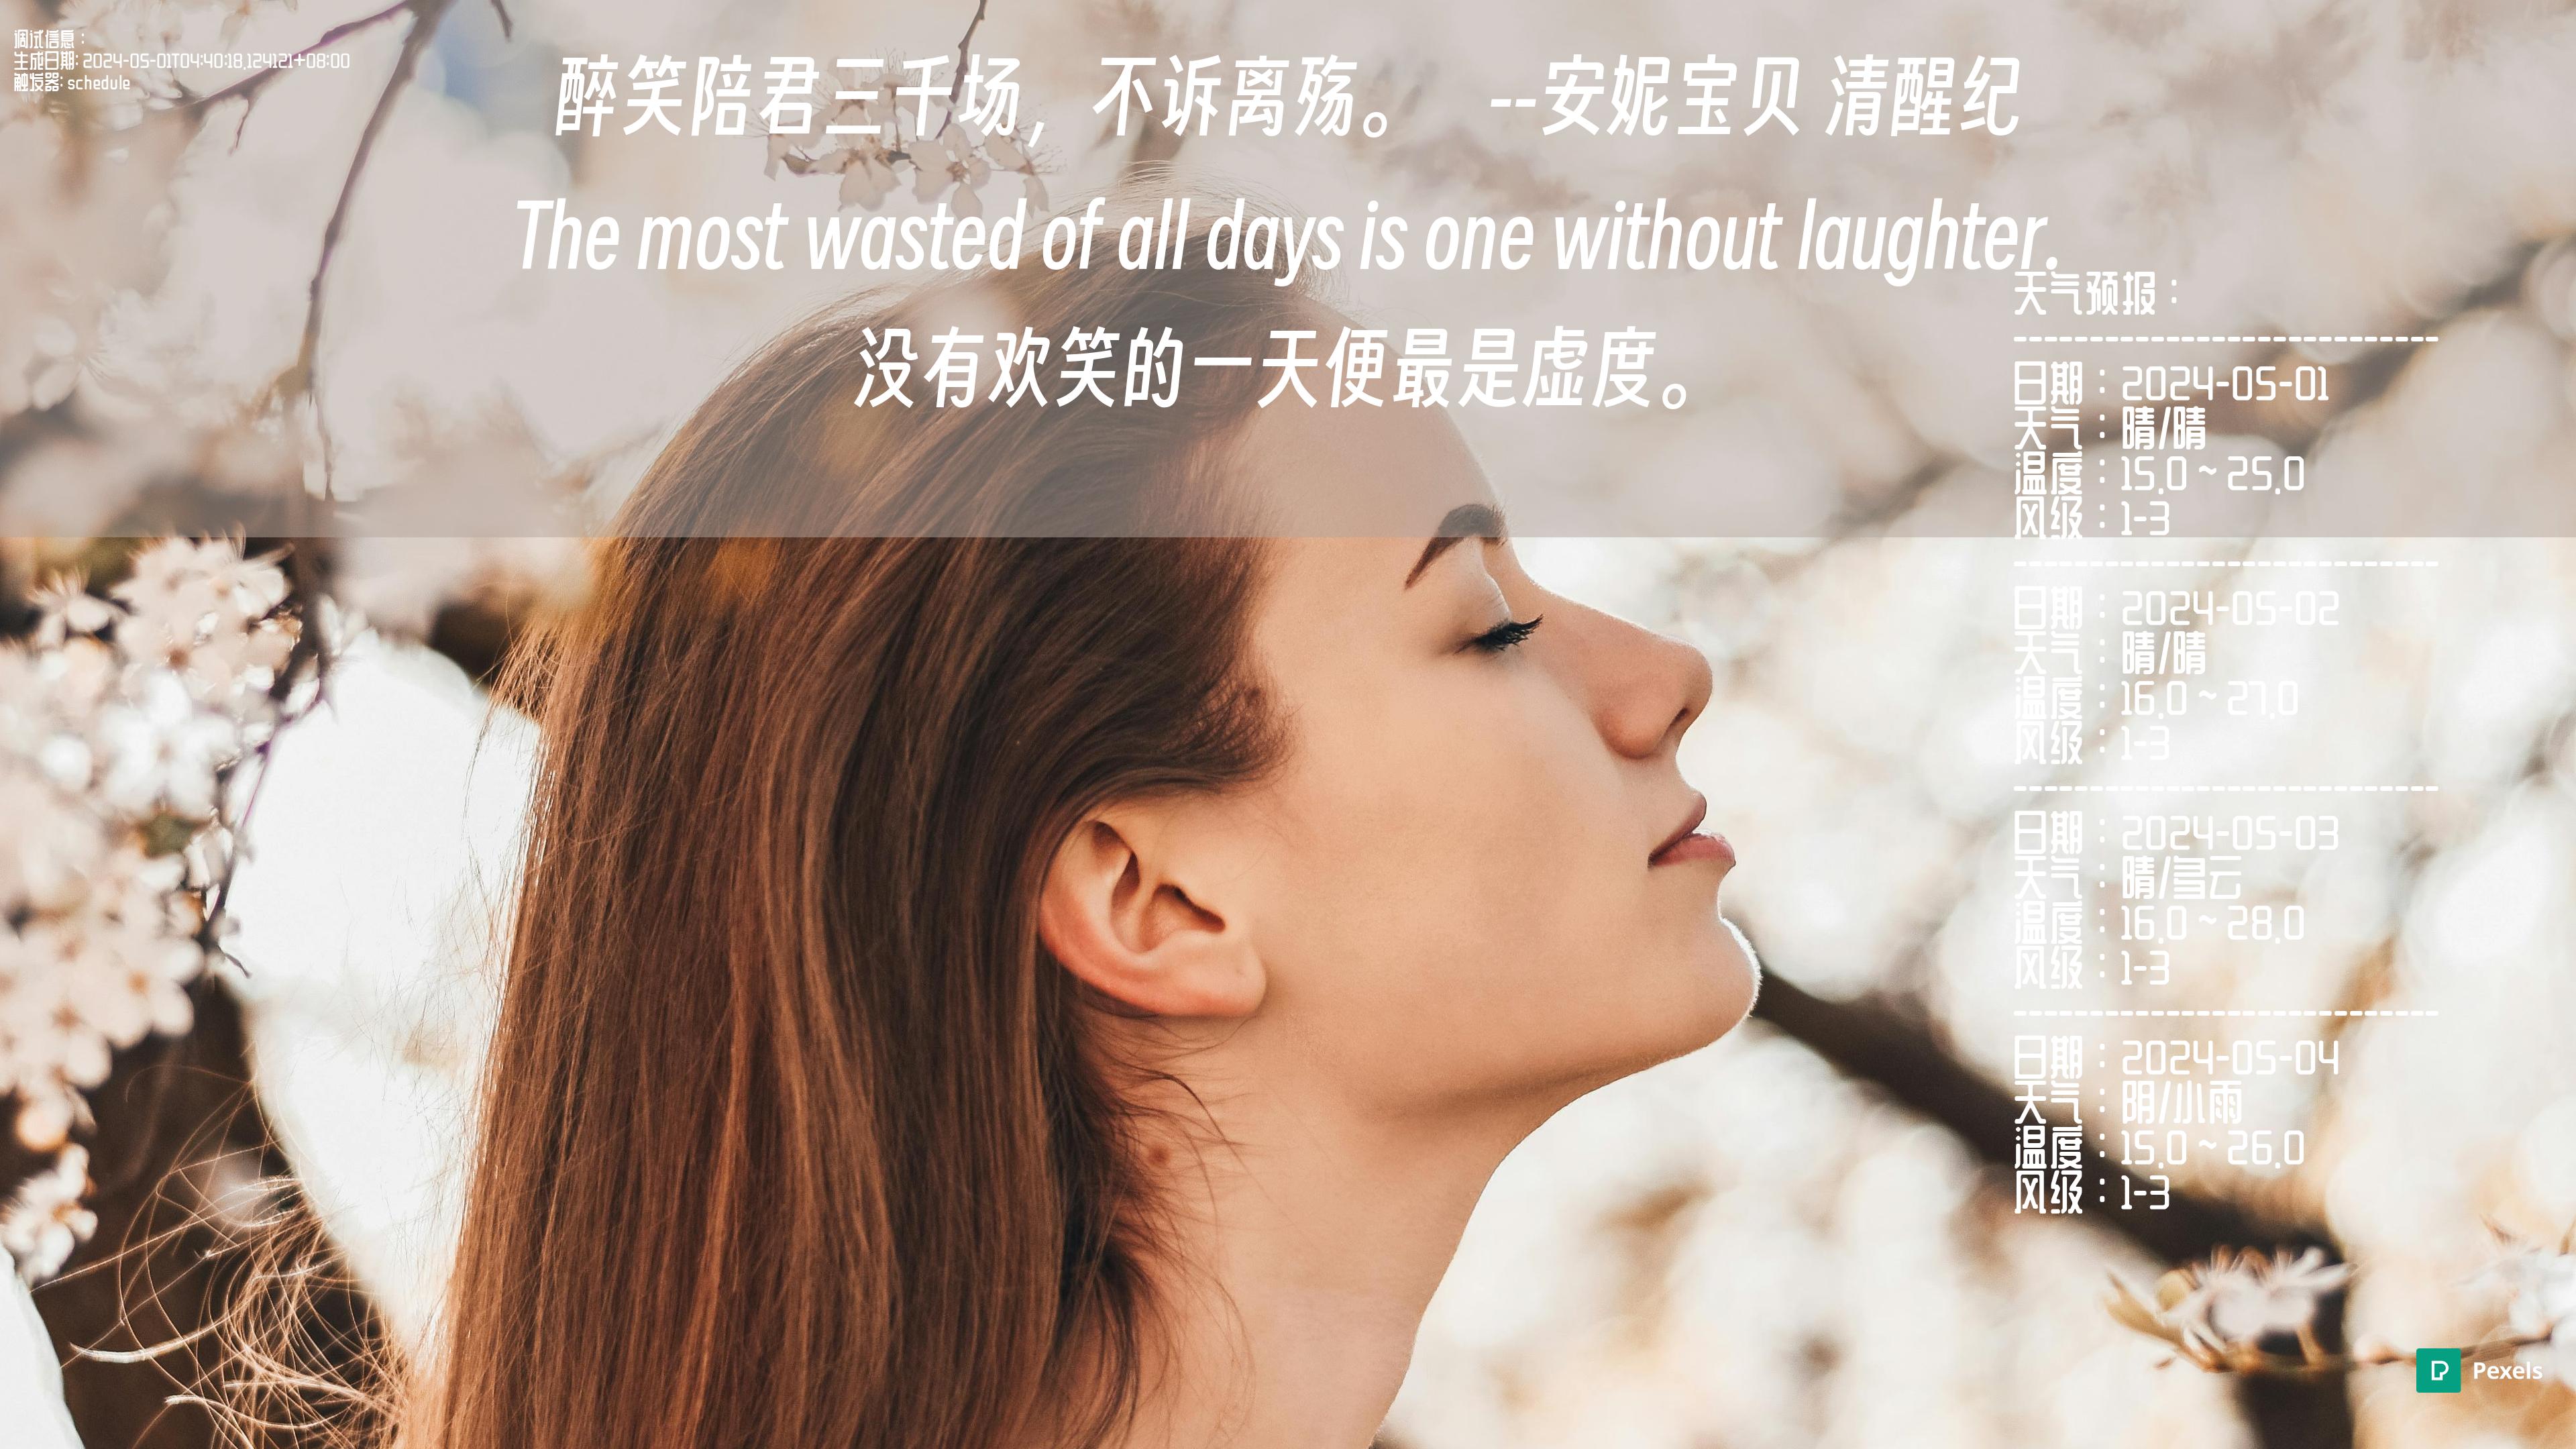 调试信息：
生成日期: 2024-05-01T04:40:18.124121+08:00
触发器: schedule
醉笑陪君三千场，不诉离殇。 --安妮宝贝 清醒纪
The most wasted of all days is one without laughter.
没有欢笑的一天便最是虚度。
天气预报：
------------------------------
日期：2024-05-01
天气：晴/晴
温度：15.0 ~ 25.0
风级：1-3
------------------------------
日期：2024-05-02
天气：晴/晴
温度：16.0 ~ 27.0
风级：1-3
------------------------------
日期：2024-05-03
天气：晴/多云
温度：16.0 ~ 28.0
风级：1-3
------------------------------
日期：2024-05-04
天气：阴/小雨
温度：15.0 ~ 26.0
风级：1-3
Pexels